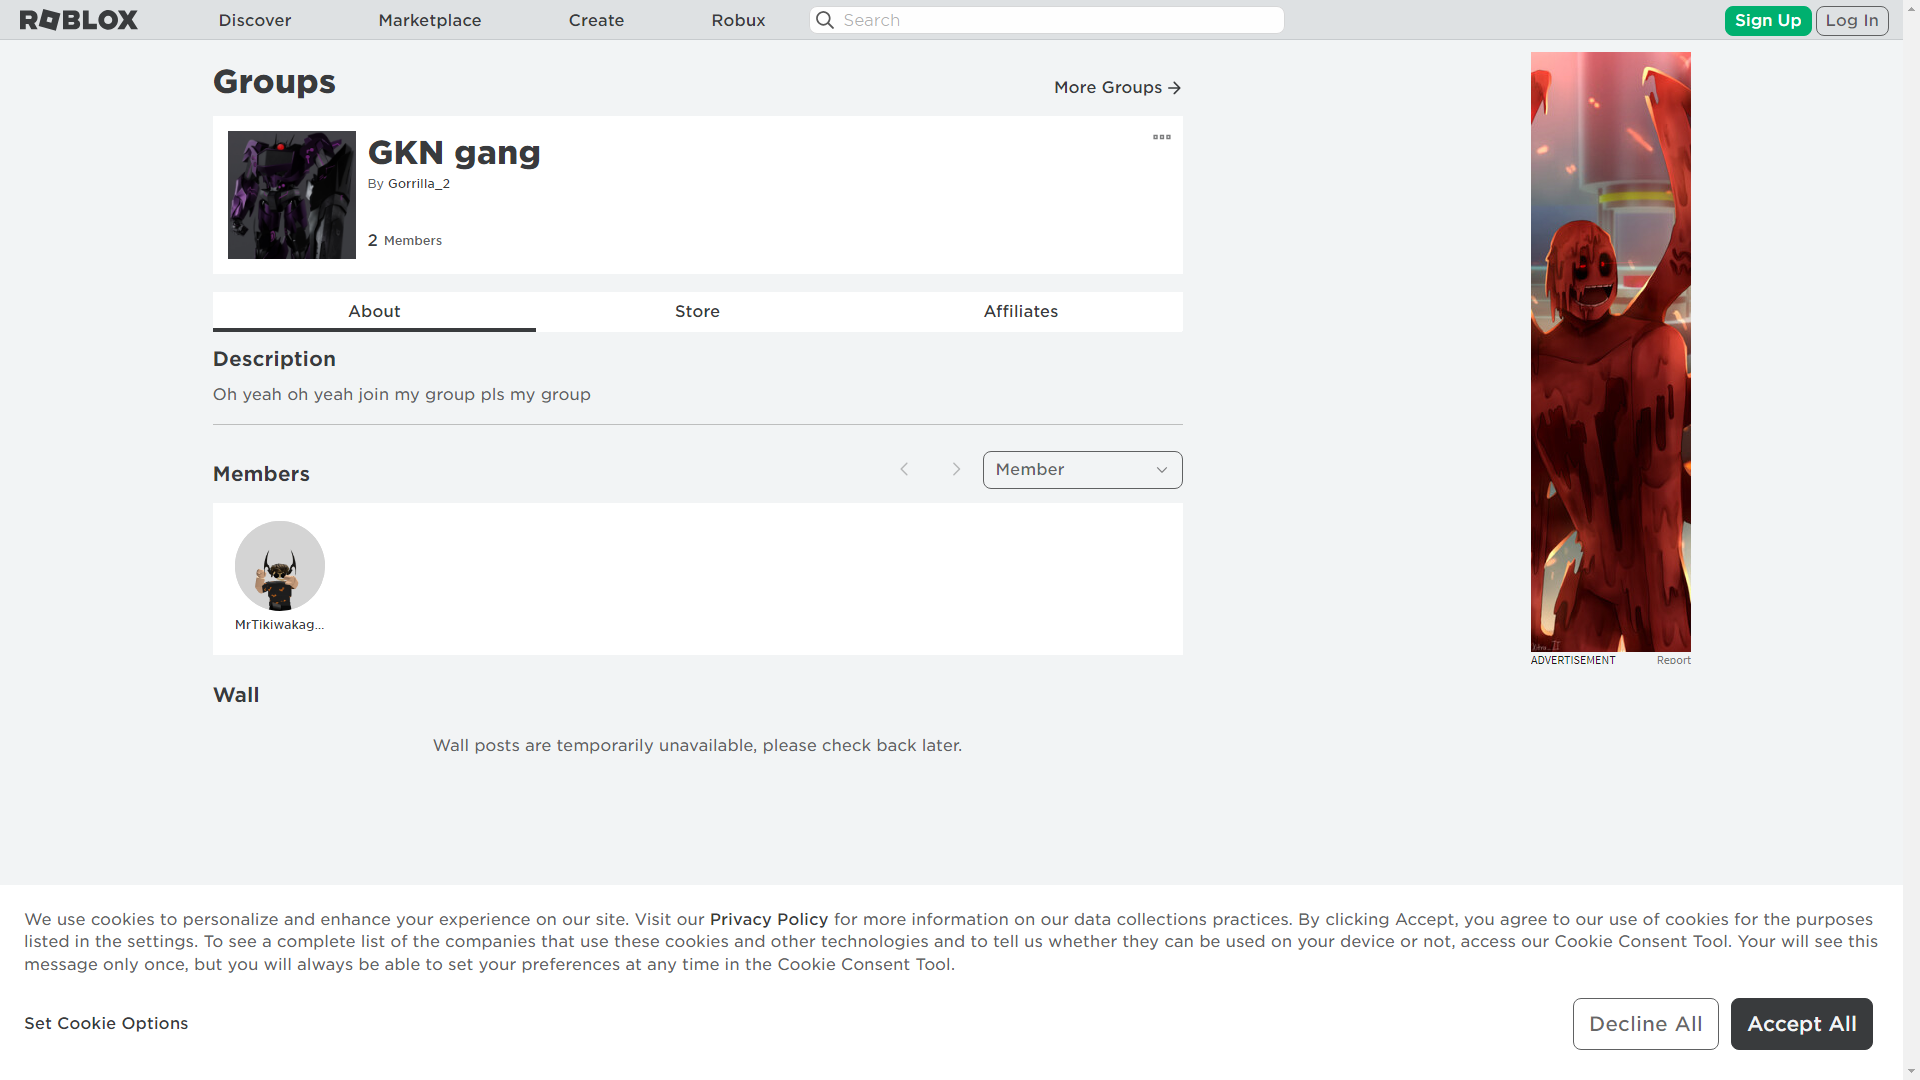 ROBLOX Discover Marketplace Create Robux Search Sign Up Log In
Groups
More Groups
GKN gang
By Gorrilla_2
2 Members
About Store Affiliates
Description
Oh yeah oh yeah join my group pls my group
Members
Member
MrTikiwakag...
Wall
Wall posts are temporarily unavailable, please check back later.
ADVERTISEMENT Report
We use cookies to personalize and enhance your experience on our site. Visit our Privacy Policy for more information on our data collections practices. By clicking Accept, you agree to our use of cookies for the purposes
listed in the settings. To see a complete list of the companies that use these cookies and other technologies and to tell us whether they can be used on your device or not, access our Cookie Consent Tool. Your will see this
message only once, but you will always be able to set your preferences at any time in the Cookie Consent Tool.
Set Cookie Options
Decline All
Accept All